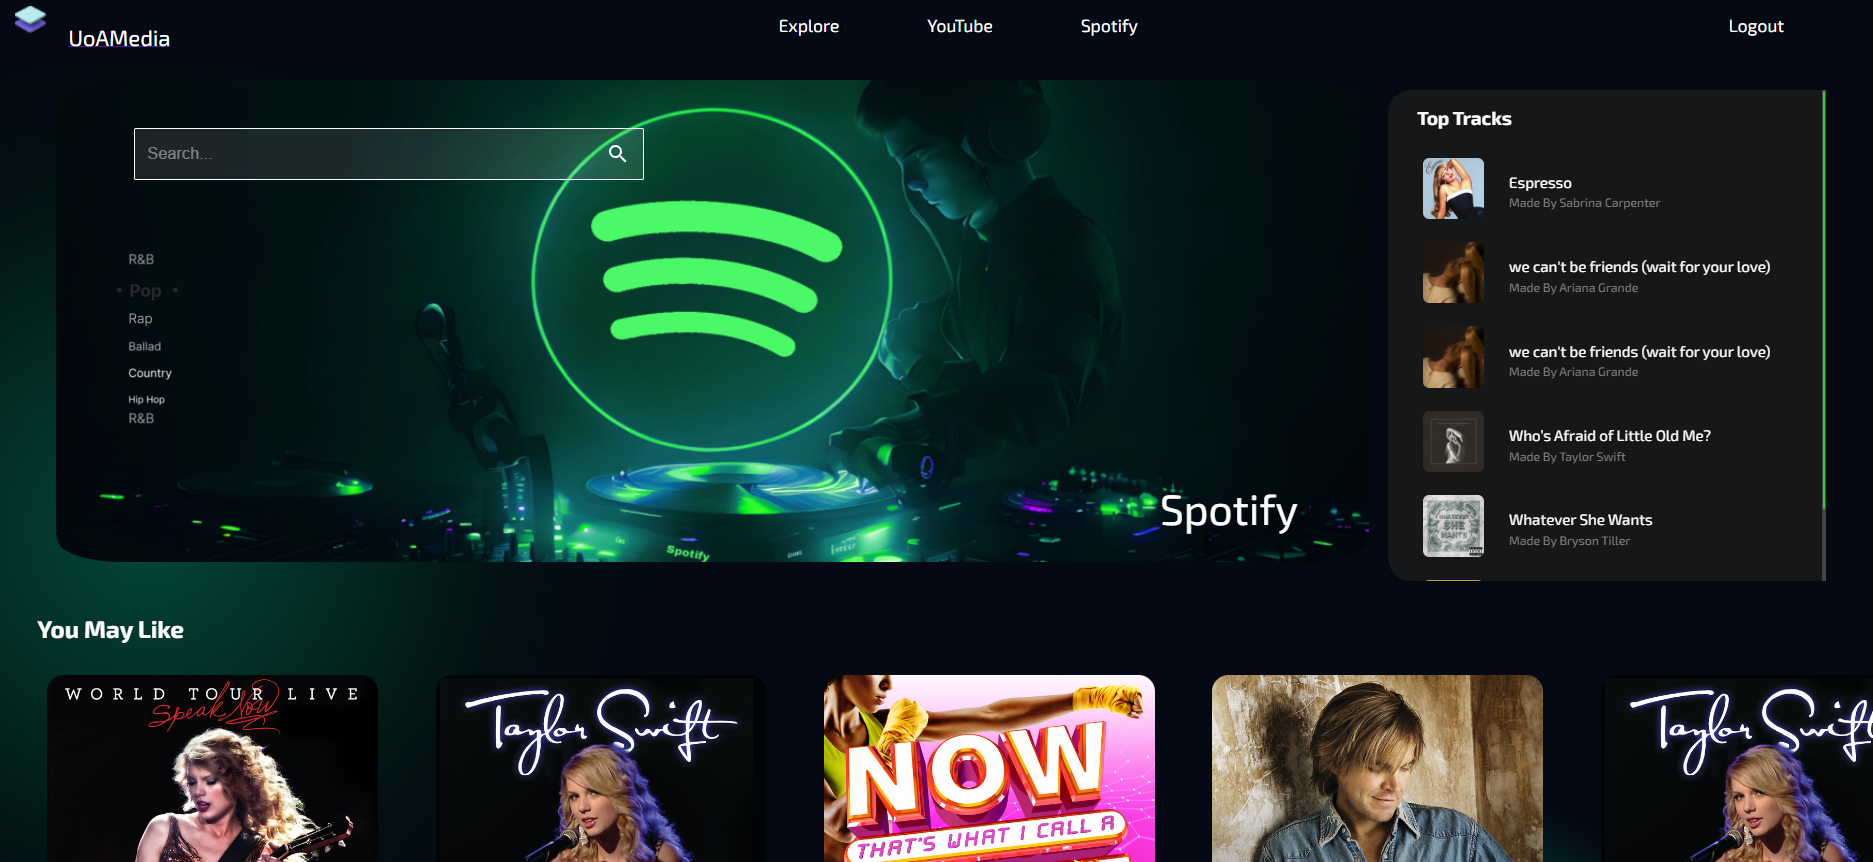 UoAMedia
Explore
YouTube
Spotify
Logout
Search...
R&B
• Pop •
Rap
Ballad
Country
Hip Hop
R&B
Spotify
Spotify
Top Tracks
Espresso
Made By Sabrina Carpenter
we can't be friends (wait for your love)
Made By Ariana Grande
we can't be friends (wait for your love)
Made By Ariana Grande
Who's Afraid of Little Old Me?
Made By Taylor Swift
WHATEVER
SHE
WANTS
Whatever She Wants
Made By Bryson Tiller
You May Like
WORLD TOUR LIVE
Speak Now
Taylor Swift
NOW
THAT'S WHAT I CALL A
Taylor Swift